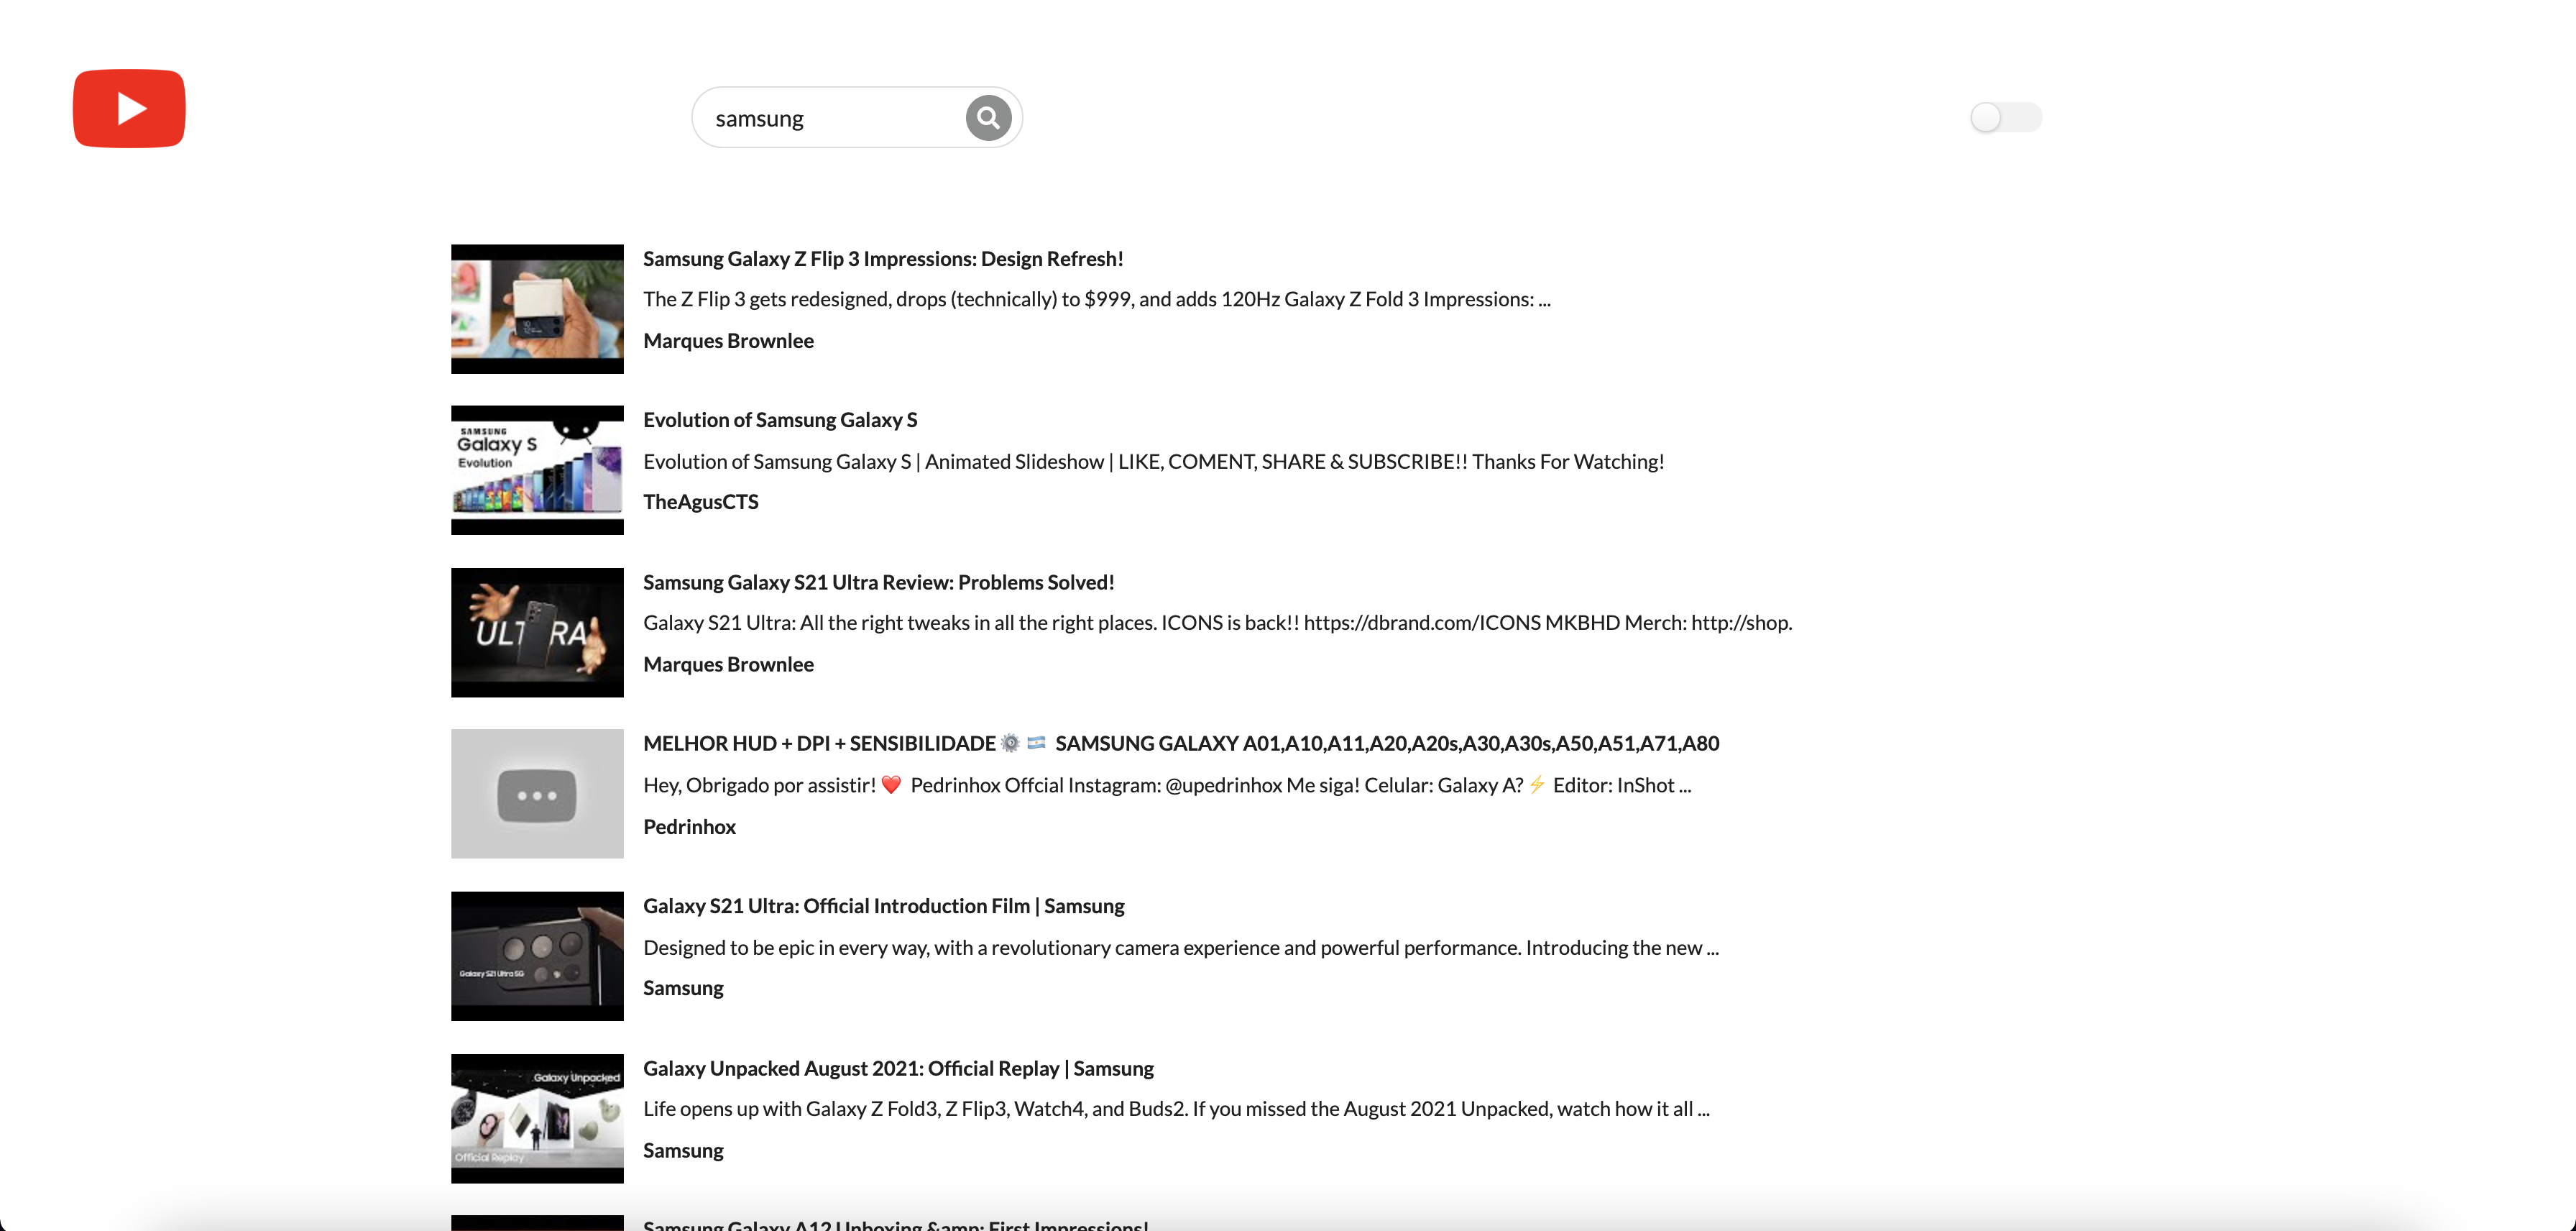 samsung
Samsung Galaxy Z Flip 3 Impressions: Design Refresh!
The Z Flip 3 gets redesigned, drops (technically) to $999, and adds 120Hz Galaxy Z Fold 3 Impressions: ...
Marques Brownlee
SAMSUNG
Galaxy S
Evolution
Evolution of Samsung Galaxy S
Evolution of Samsung Galaxy S | Animated Slideshow | LIKE, COMENT, SHARE & SUBSCRIBE!! Thanks For Watching!
TheAgusCTS
ULTRA
Samsung Galaxy S21 Ultra Review: Problems Solved!
Galaxy S21 Ultra: All the right tweaks in all the right places. ICONS is back!! https://dbrand.com/ICONS MKBHD Merch: http://shop.
Marques Brownlee
MELHOR HUD + DPI + SENSIBILIDADE ⚙️ 🇦🇷 SAMSUNG GALAXY A01,A10,A11,A20,A20s,A30,A30s,A50,A51,A71,A80
Hey, Obrigado por assistir! ❤️ Pedrinhox Offcial Instagram: @upedrinhox Me siga! Celular: Galaxy A? ⚡ Editor: InShot ...
Pedrinhox
Galaxy S21 Ultra 5G
Galaxy S21 Ultra: Official Introduction Film | Samsung
Designed to be epic in every way, with a revolutionary camera experience and powerful performance. Introducing the new ...
Samsung
Galaxy Unpacked
Official Replay
Galaxy Unpacked August 2021: Official Replay | Samsung
Life opens up with Galaxy Z Fold3, Z Flip3, Watch4, and Buds2. If you missed the August 2021 Unpacked, watch how it all ...
Samsung
Samsung Galaxy A12 Unboxing &amp; First Impressions!